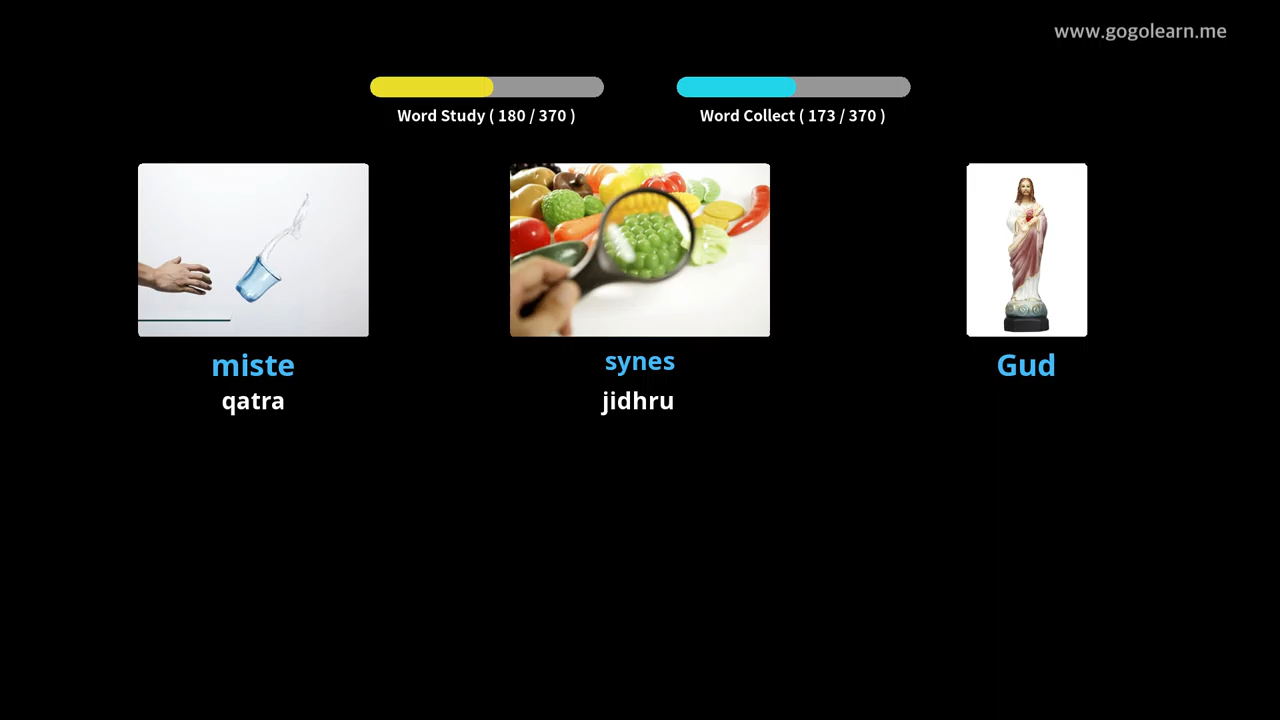 www.gogolearn.me
Word Study ( 180 / 370 )
Word Collect ( 173 / 370 )
miste
qatra
synes
jidhru
Gud